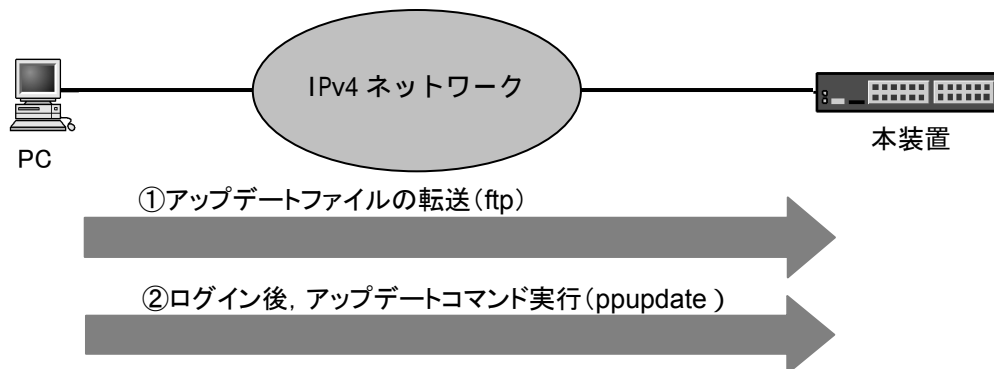 IPv4 ネットワーク
PC
本装置
①アップデートファイルの転送(ftp)
②ログイン後, アップデートコマンド実行(ppupdate )